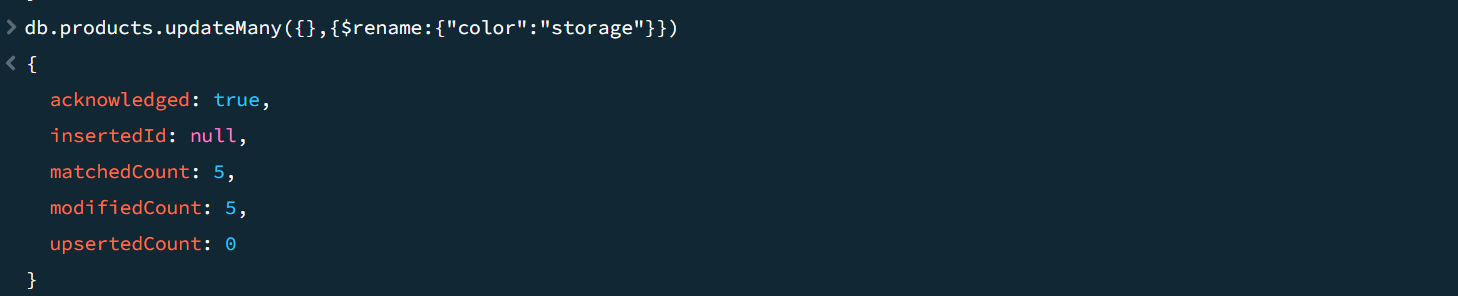 > db.products.updateMany({},{$rename:{"color":"storage"}})
< {
acknowledged: true,
insertedId: null,
matchedCount: 5,
modifiedCount: 5,
upsertedCount: 0
}